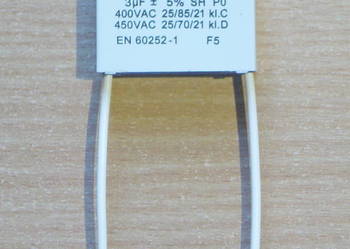 3µF ± 5% SH P0
400VAC 25/85/21 kl.C
450VAC 25/70/21 kl.D
EN 60252-1 F5